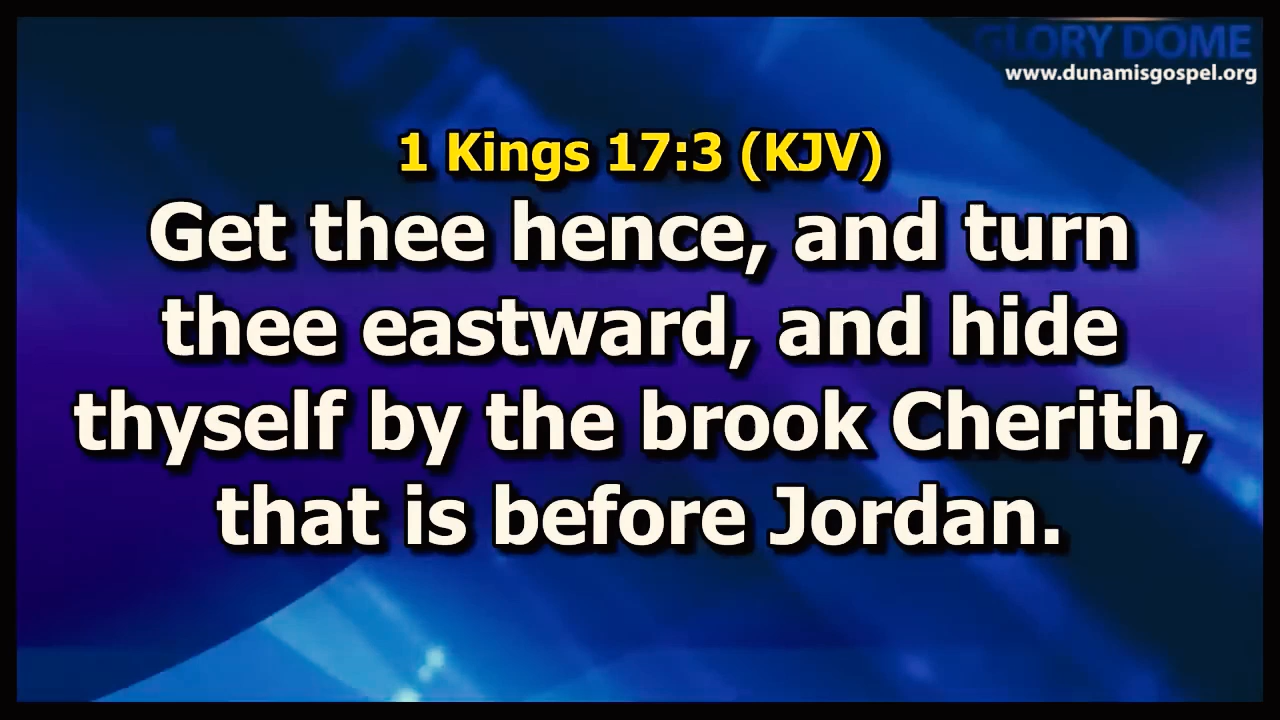 GLORY DOME
www.dunamisgospel.org
1 Kings 17:3 (KJV)
Get thee hence, and turn
thee eastward, and hide
thyself by the brook Cherith,
that is before Jordan.